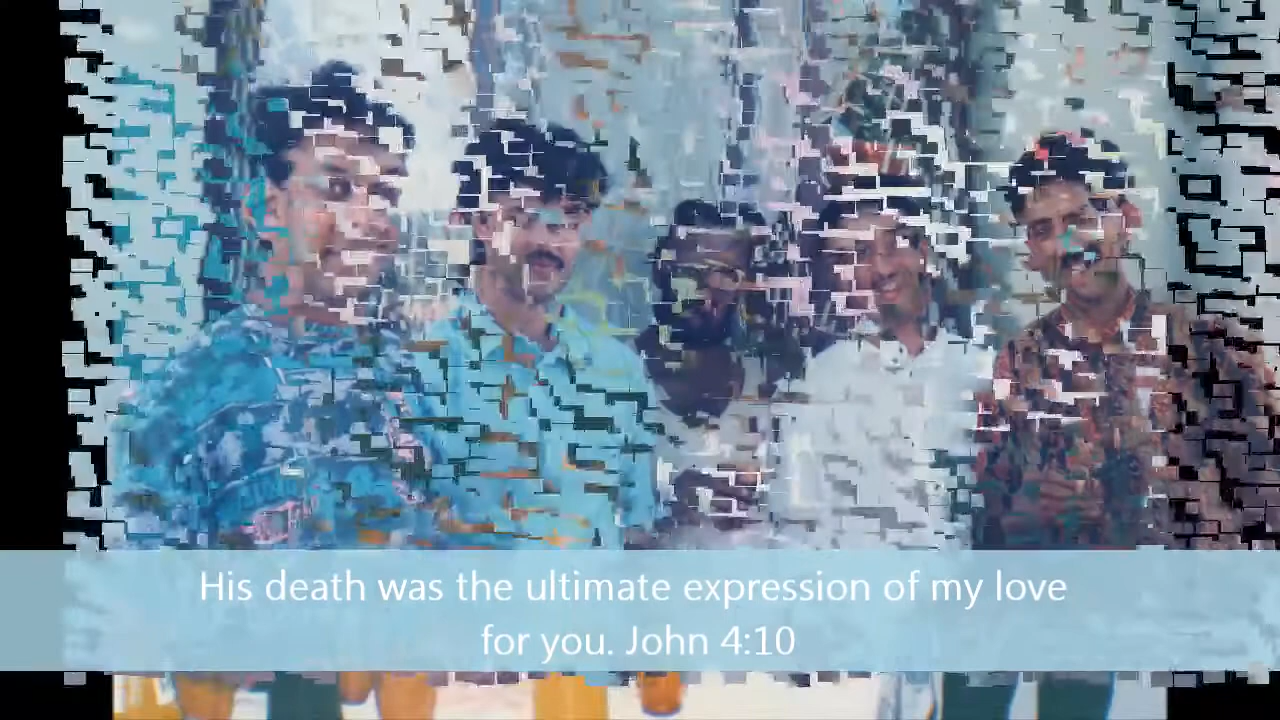 His death was the ultimate expression of my love
for you. John 4:10